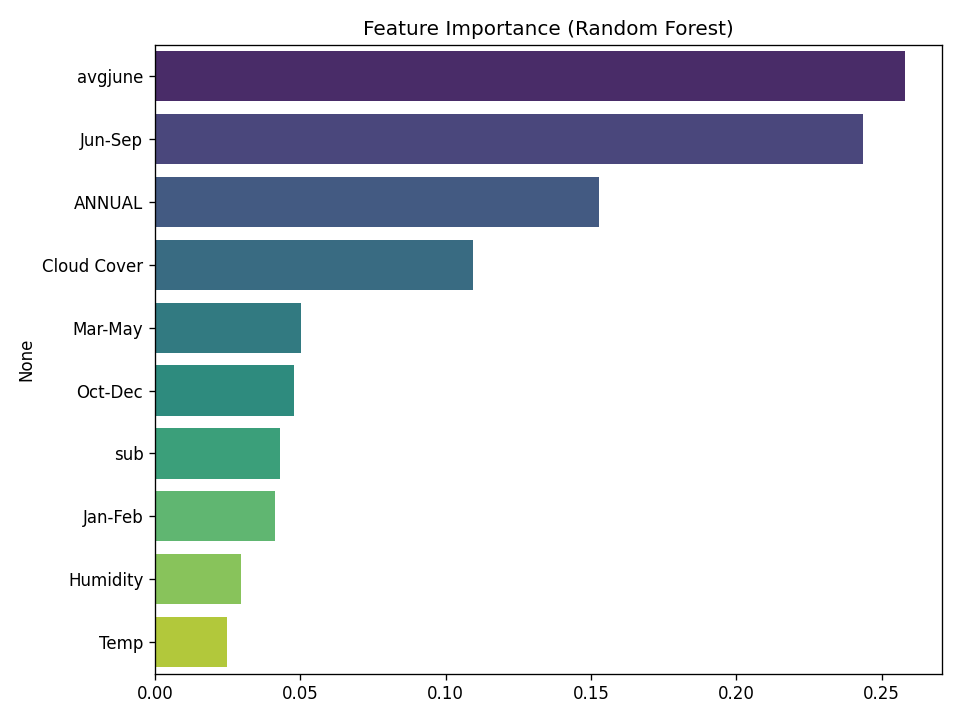 Feature Importance (Random Forest)
avgjune
Jun-Sep
ANNUAL
Cloud Cover
Mar-May
Oct-Dec
sub
Jan-Feb
Humidity
Temp
None
0.00 0.05 0.10 0.15 0.20 0.25